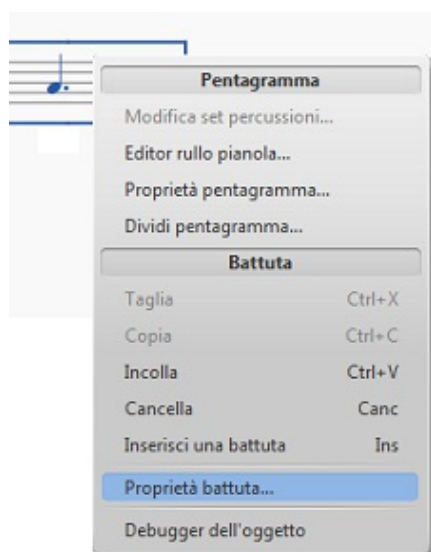 Pentagramma
Modifica set percussioni...
Editor rullo pianola...
Proprietà pentagramma...
Dividi pentagramma...
Battuta
Taglia Ctrl+X
Copia Ctrl+C
Incolla Ctrl+V
Cancella Canc
Inserisci una battuta Ins
Proprietà battuta...
Debugger dell'oggetto